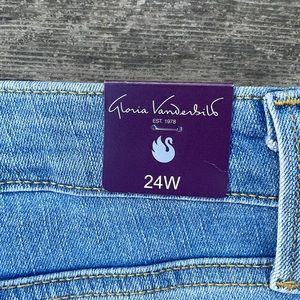 Gloria Vanderbilt
EST. 1978
24W